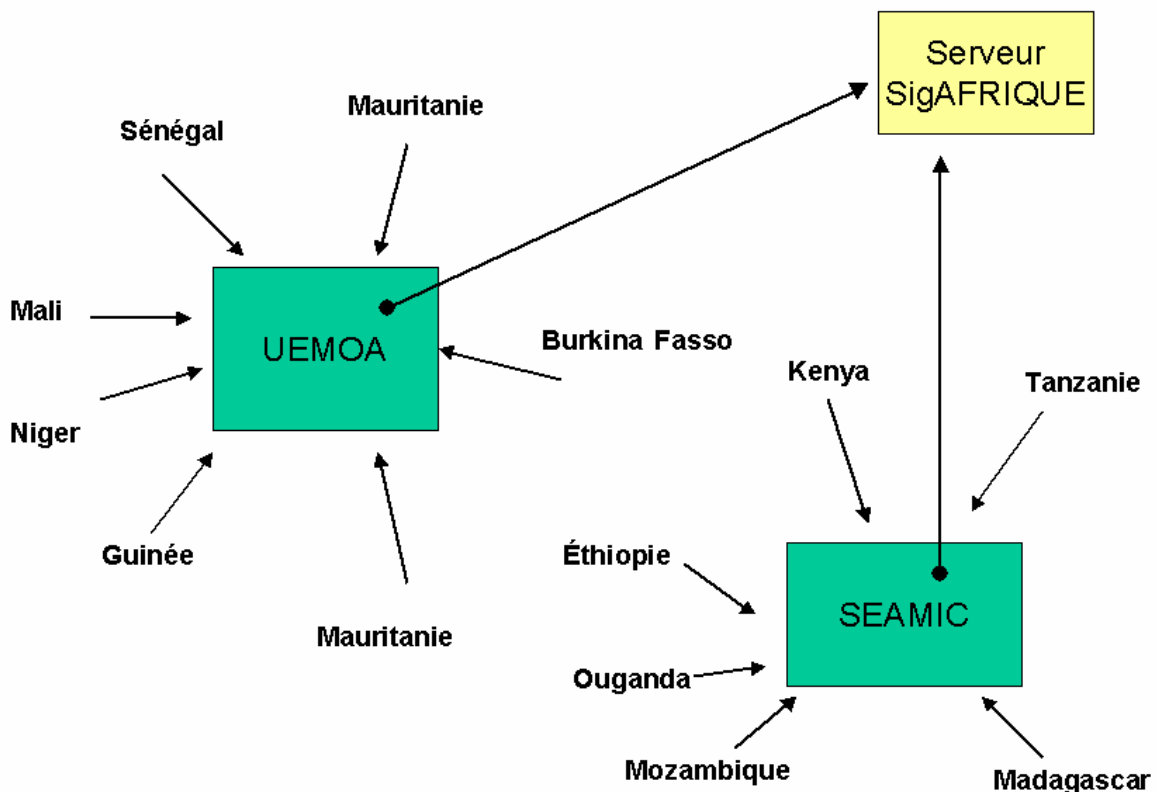 Serveur
SigAFRIQUE
Mauritanie
Sénégal
Mali
UEMOA
Burkina Fasso
Niger
Guinée
Mauritanie
Kenya
Tanzanie
Éthiopie
SEAMIC
Ouganda
Mozambique
Madagascar